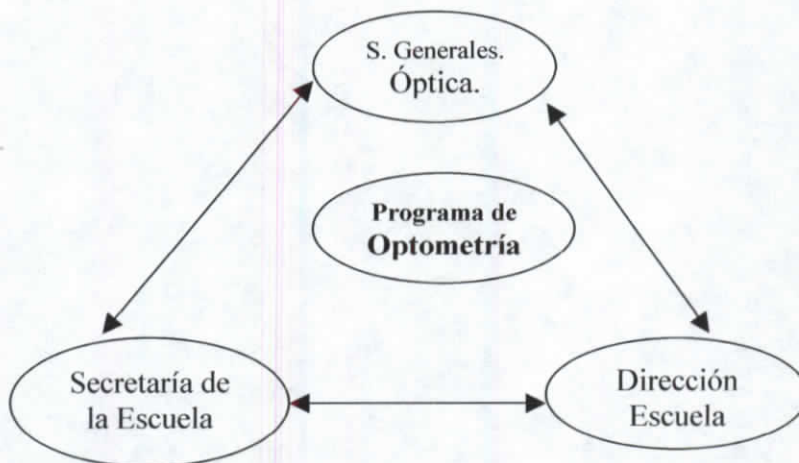 S. Generales.
Óptica.
Programa de
Optometría
Secretaría de
la Escuela
Dirección
Escuela